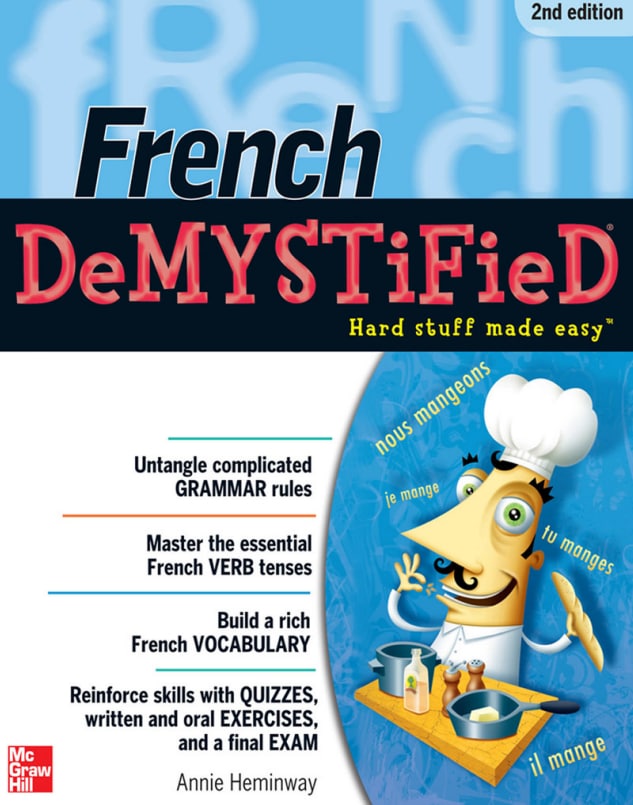 2nd edition
fReNch
French
DeMYSTiFieD®
Hard stuff made easy™
nous mangeons
je mange
tu manges
Untangle complicated
GRAMMAR rules
Master the essential
French VERB tenses
Build a rich
French VOCABULARY
Reinforce skills with QUIZZES,
written and oral EXERCISES,
and a final EXAM
il mange
Mc
Graw
Hill
Annie Heminway